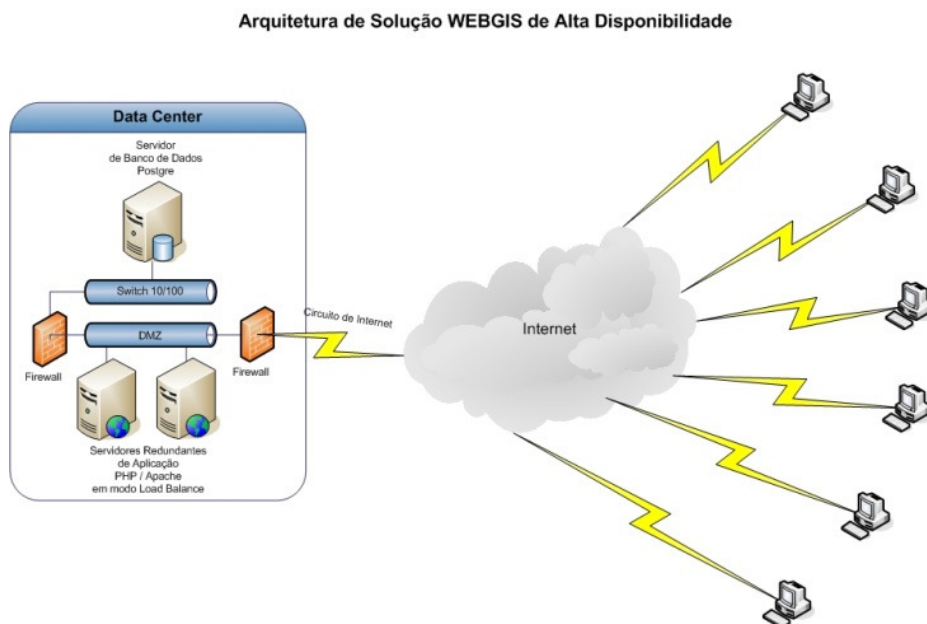 Arquitetura de Solução WEBGIS de Alta Disponibilidade
Data Center
Servidor
de Banco de Dados
Postgre
Switch 10/100
DMZ
Firewall
Firewall
Servidores Redundantes
de Aplicação
PHP / Apache
em modo Load Balance
Circuito de Internet
Internet